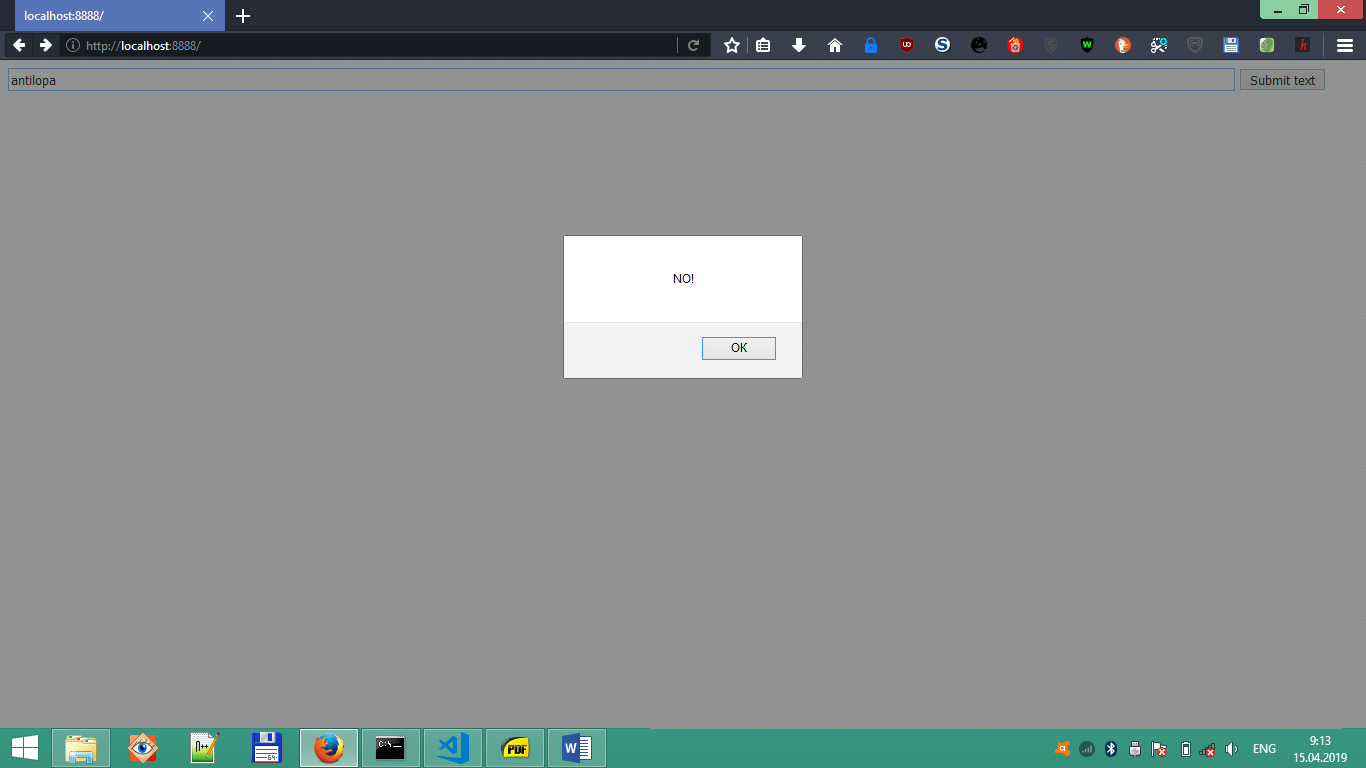 localhost:8888/
http://localhost:8888/
antilopa
Submit text
NO!
OK
ENG
9:13
15.04.2019